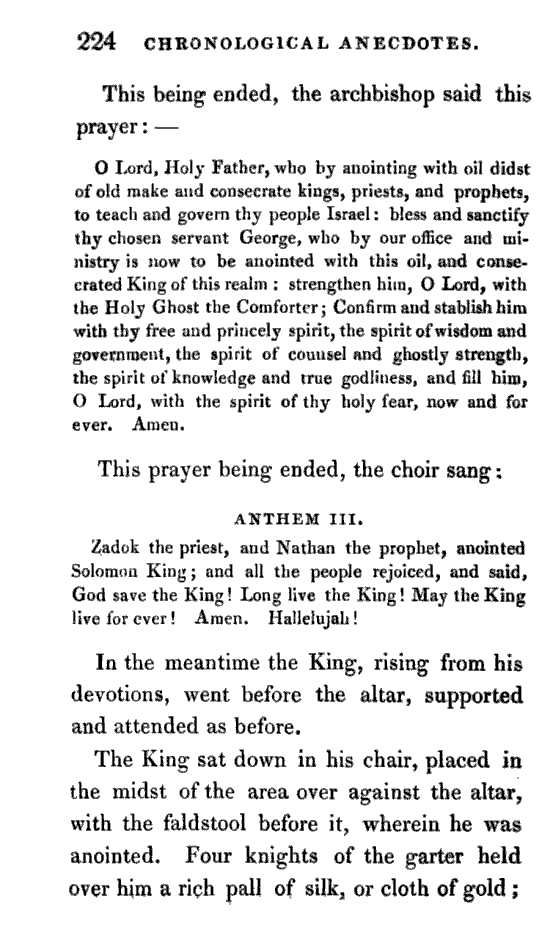 224 CHRONOLOGICAL ANECDOTES.
This being ended, the archbishop said this
prayer: —
O Lord, Holy Father, who by anointing with oil didst
of old make and consecrate kings, priests, and prophets,
to teach and govern thy people Israel: bless and sanctify
thy chosen servant George, who by our office and mi-
nistry is now to be anointed with this oil, and conse-
crated King of this realm : strengthen him, O Lord, with
the Holy Ghost the Comforter; Confirm and stablish him
with thy free and princely spirit, the spirit of wisdom and
government, the spirit of counsel and ghostly strength,
the spirit of knowledge and true godliness, and fill him,
O Lord, with the spirit of thy holy fear, now and for
ever. Amen.
This prayer being ended, the choir sang:
ANTHEM III.
Zadok the priest, and Nathan the prophet, anointed
Solomon King; and all the people rejoiced, and said,
God save the King! Long live the King! May the King
live for ever! Amen. Hallelujah!
In the meantime the King, rising from his
devotions, went before the altar, supported
and attended as before.
The King sat down in his chair, placed in
the midst of the area over against the altar,
with the faldstool before it, wherein he was
anointed. Four knights of the garter held
over him a rich pall of silk, or cloth of gold;